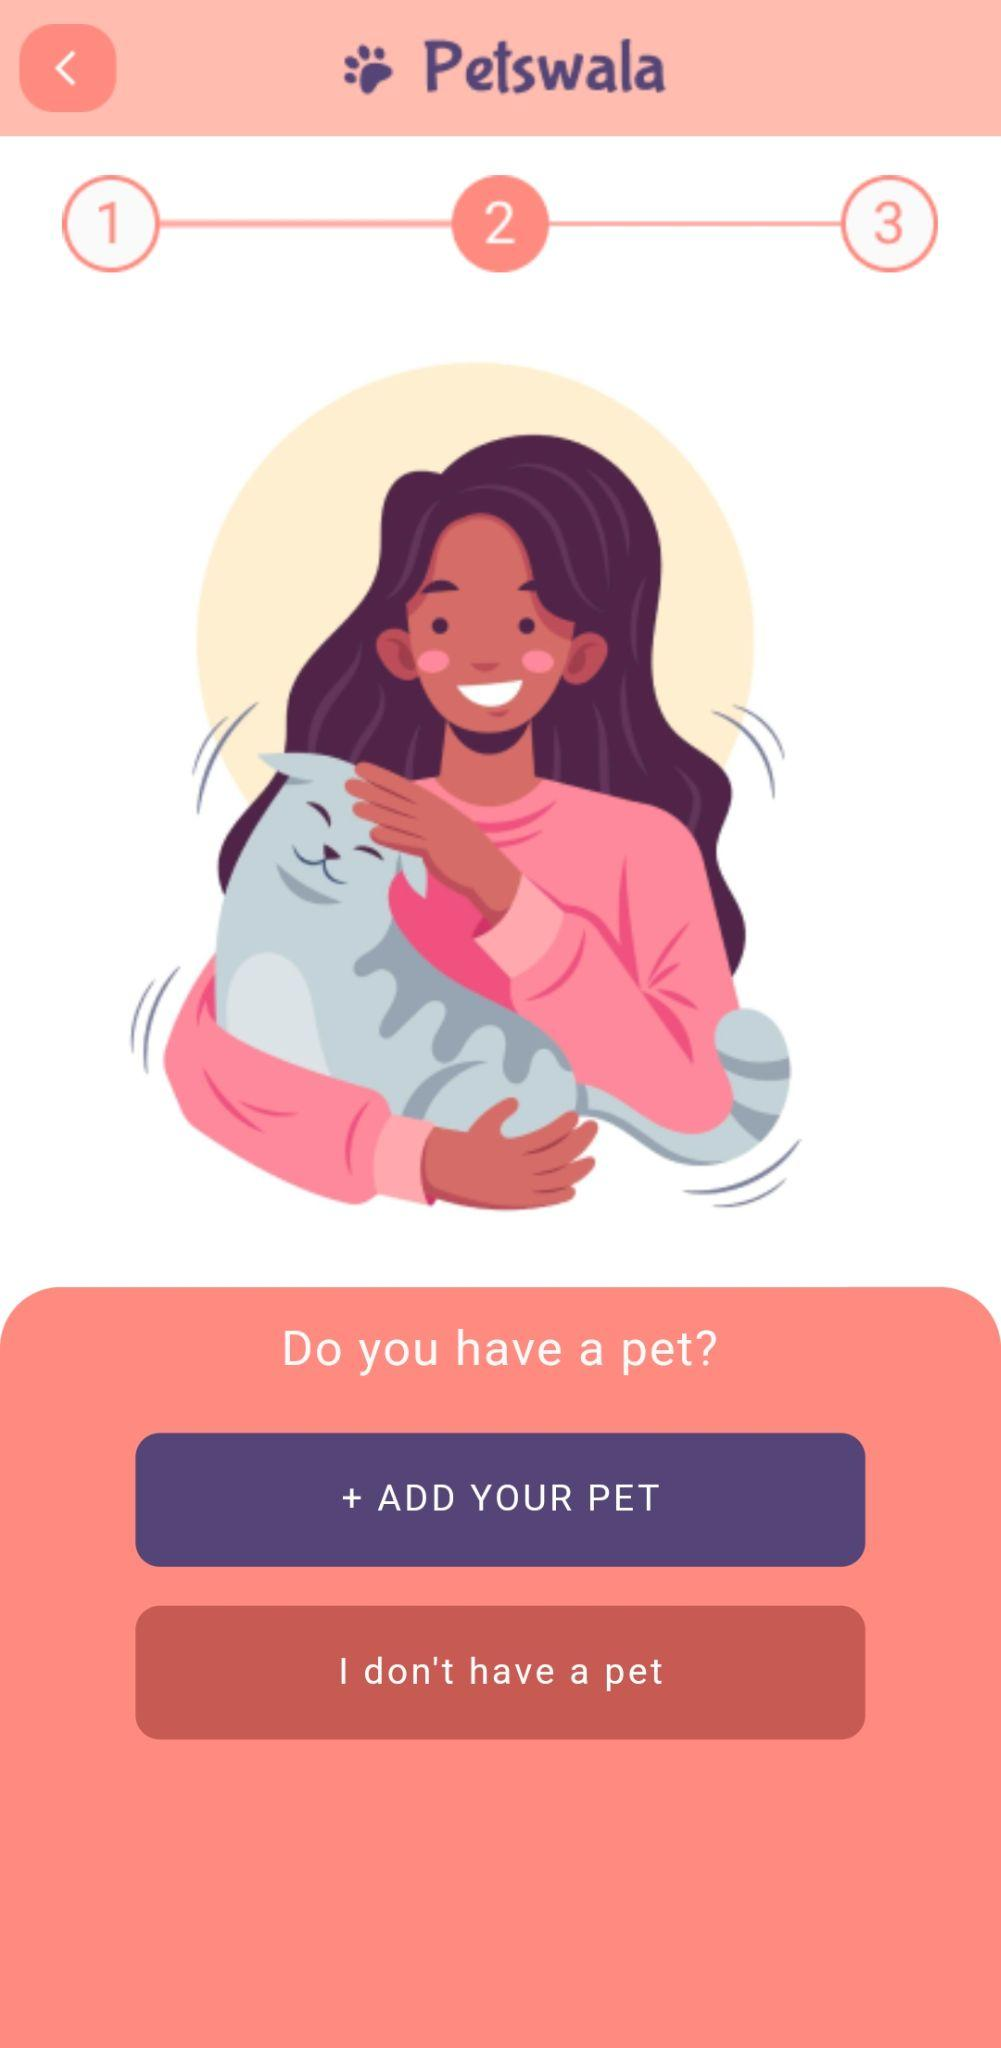 Petswala
1 2 3
Do you have a pet?
+ ADD YOUR PET
I don't have a pet